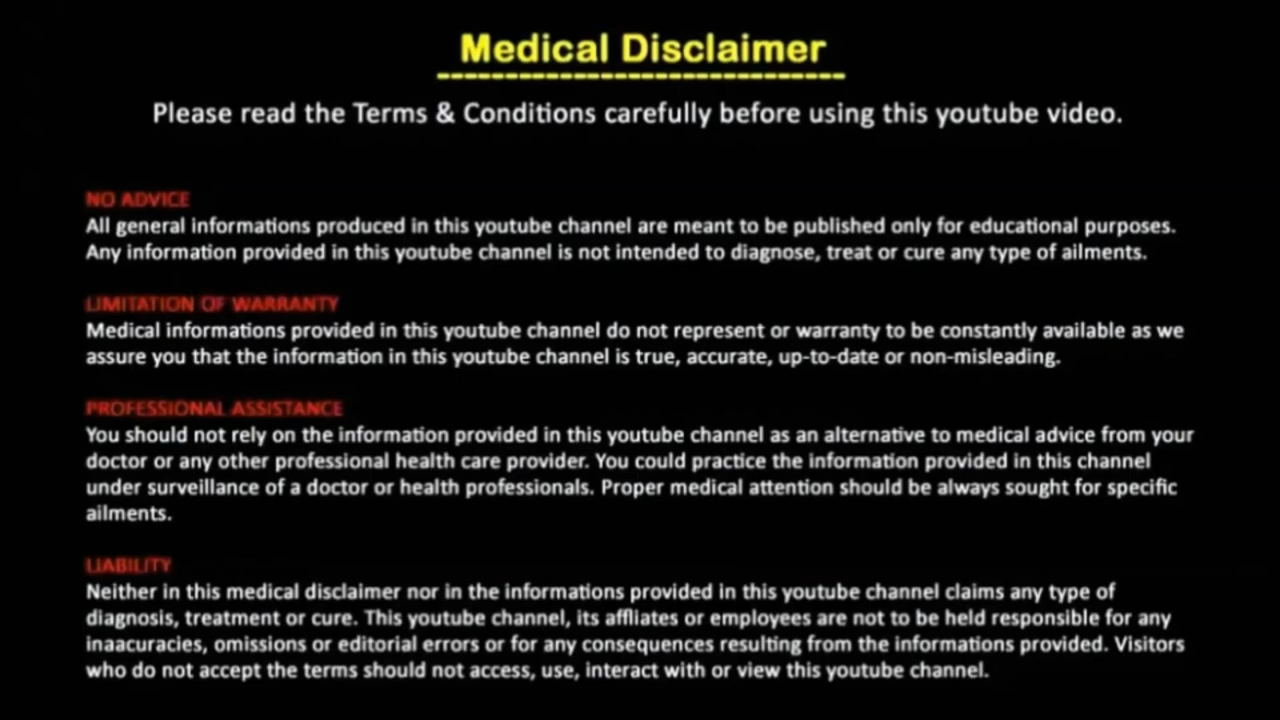 Medical Disclaimer
------------------------------
Please read the Terms & Conditions carefully before using this youtube video.
NO ADVICE
All general informations produced in this youtube channel are meant to be published only for educational purposes.
Any information provided in this youtube channel is not intended to diagnose, treat or cure any type of ailments.
LIMITATION OF WARRANTY
Medical informations provided in this youtube channel do not represent or warranty to be constantly available as we
assure you that the information in this youtube channel is true, accurate, up-to-date or non-misleading.
PROFESSIONAL ASSISTANCE
You should not rely on the information provided in this youtube channel as an alternative to medical advice from your
doctor or any other professional health care provider. You could practice the information provided in this channel
under surveillance of a doctor or health professionals. Proper medical attention should be always sought for specific
ailments.
LIABILITY
Neither in this medical disclaimer nor in the informations provided in this youtube channel claims any type of
diagnosis, treatment or cure. This youtube channel, its affliates or employees are not to be held responsible for any
inaacuracies, omissions or editorial errors or for any consequences resulting from the informations provided. Visitors
who do not accept the terms should not access, use, interact with or view this youtube channel.